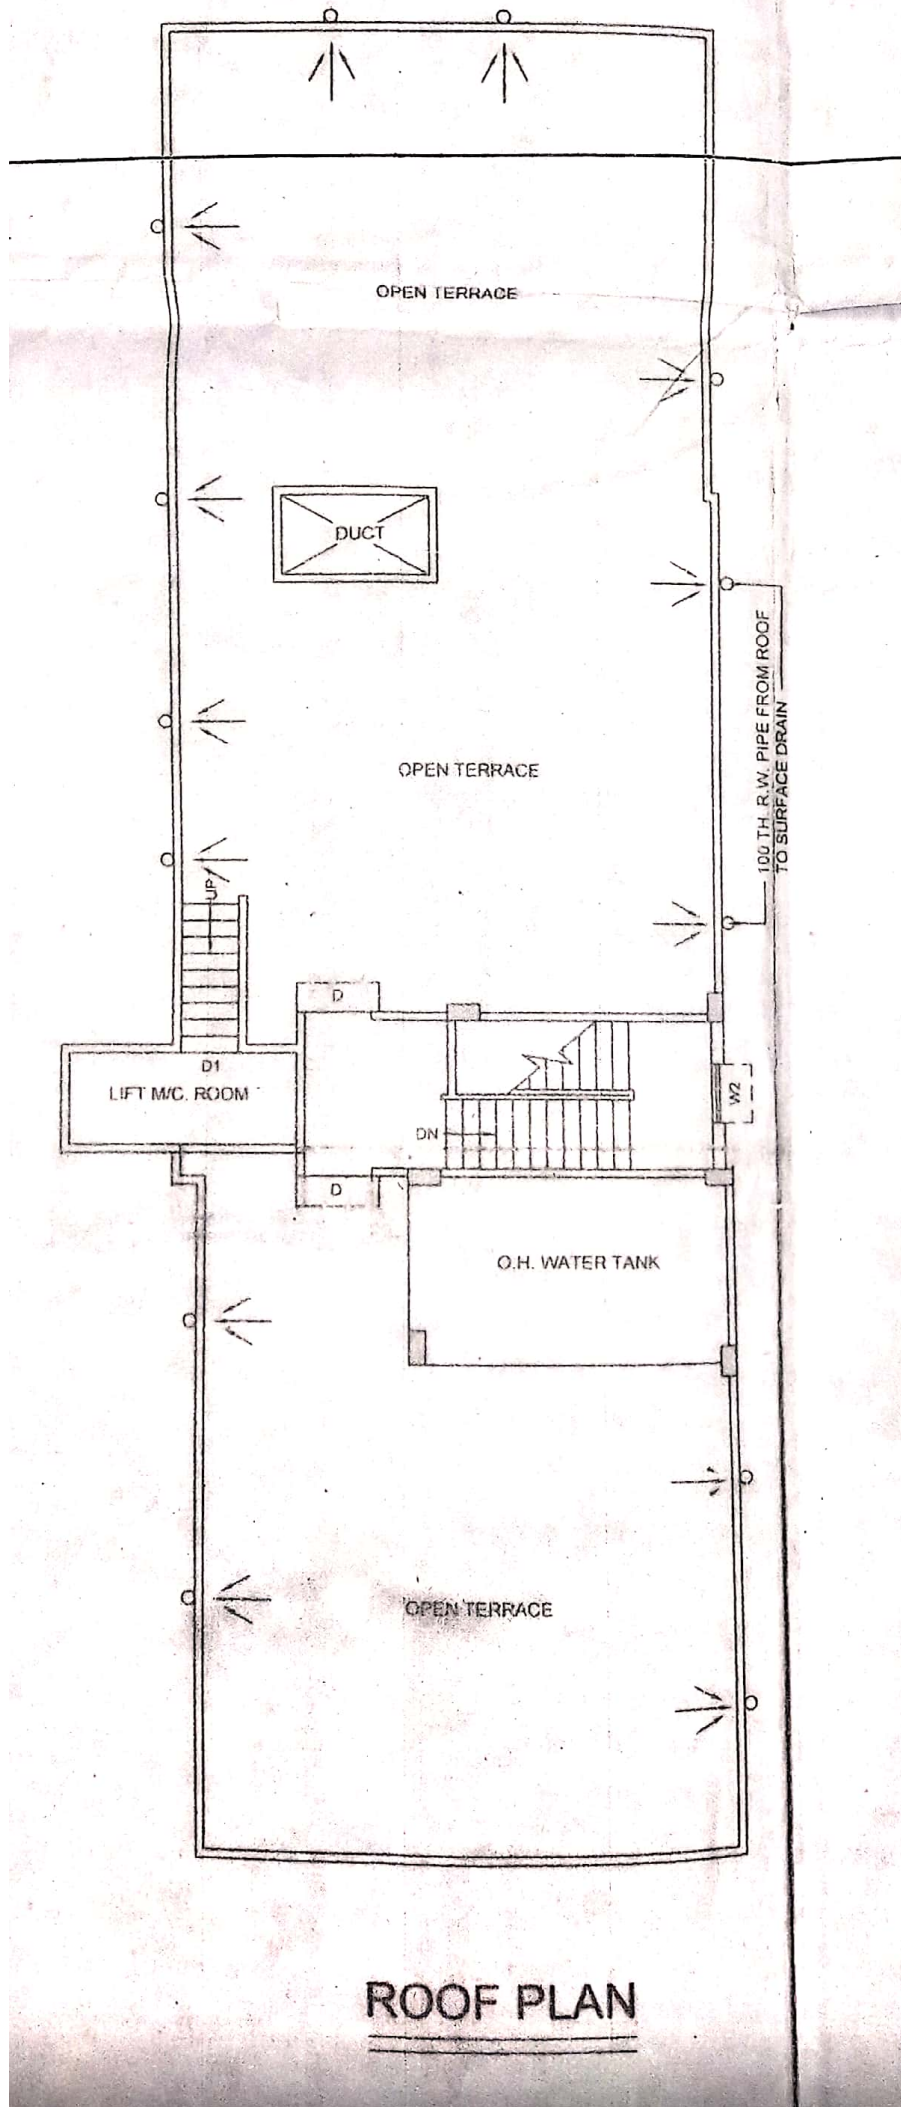 OPEN TERRACE
DUCT
100 TH. R.W. PIPE FROM ROOF
TO SURFACE DRAIN
OPEN TERRACE
UP
D
D1
LIFT M/C. ROOM
W2
DN
D
O.H. WATER TANK
OPEN TERRACE
ROOF PLAN